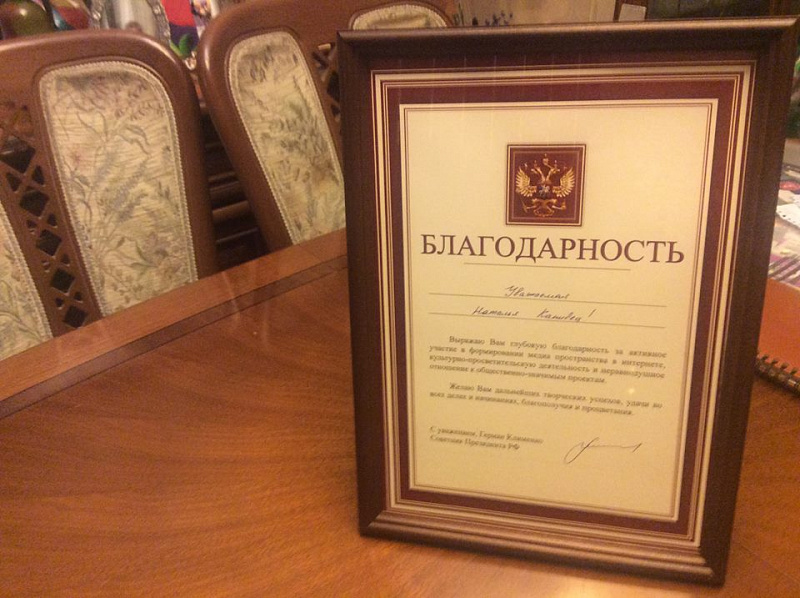 БЛАГОДАРНОСТЬ
Уважаемая
Наталья Капивец!
Выражаю Вам глубокую благодарность за активное
участие в формировании медиа пространства в интернете,
культурно-просветительскую деятельность и неравнодушное
отношение к общественно-значимым проектам.
Желаю Вам дальнейших творческих успехов, удачи во
всех делах и начинаниях, благополучия и процветания.
С уважением, Герман Клименко
Советник Президента РФ